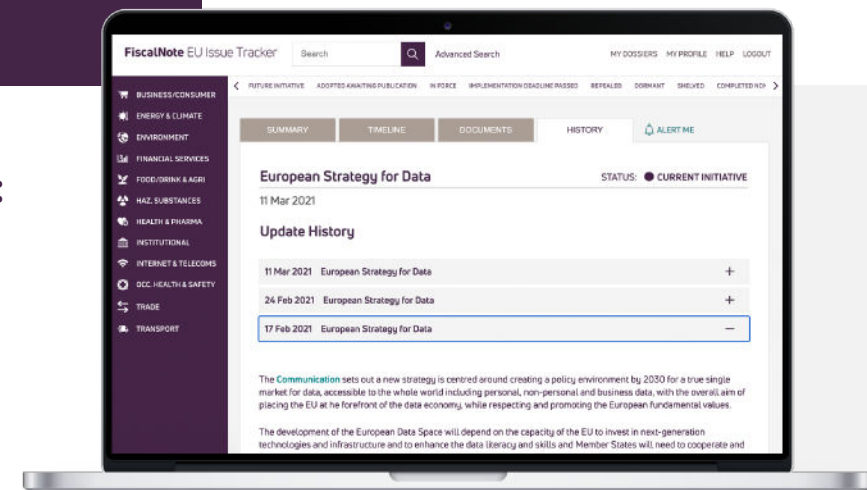 :
FiscalNote EU Issue Tracker
Search
Advanced Search
MY DOSSIERS MY PROFILE HELP LOGOUT
FUTURE INITIATIVE ADOPTED AWAITING PUBLICATION IN FORCE IMPLEMENTATION DEADLINE PASSED REPEALED DORMANT SHELVED COMPLETED NON
BUSINESS/CONSUMER
ENERGY & CLIMATE
ENVIRONMENT
FINANCIAL SERVICES
FOOD/DRINK & AGRI
HAZ. SUBSTANCES
HEALTH & PHARMA
INSTITUTIONAL
INTERNET & TELECOMS
OCC. HEALTH & SAFETY
TRADE
TRANSPORT
SUMMARY TIMELINE DOCUMENTS HISTORY ALERT ME
European Strategy for Data
STATUS: CURRENT INITIATIVE
11 Mar 2021
Update History
11 Mar 2021 European Strategy for Data +
24 Feb 2021 European Strategy for Data +
17 Feb 2021 European Strategy for Data −
The Communication sets out a new strategy is centred around creating a policy environment by 2030 for a true single
market for data, accessible to the whole world including personal, non-personal and business data, with the overall aim of
placing the EU at he forefront of the data economy, while respecting and promoting the European fundamental values.
The development of the European Data Space will depend on the capacity of the EU to invest in next-generation
technologies and infrastructure and to enhance the data literacy and skills and Member States will need to cooperate and